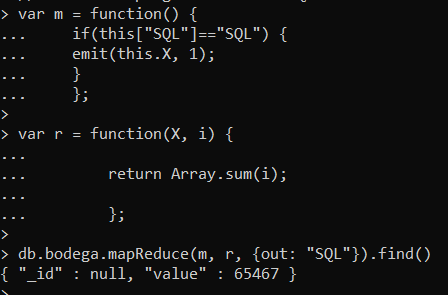 > var m = function() {
...     if(this["SQL"]=="SQL") {
...     emit(this.X, 1);
...     }
...     };
>
> var r = function(X, i) {
...
...         return Array.sum(i);
...
...         };
>
> db.bodega.mapReduce(m, r, {out: "SQL"}).find()
{ "_id" : null, "value" : 65467 }
>